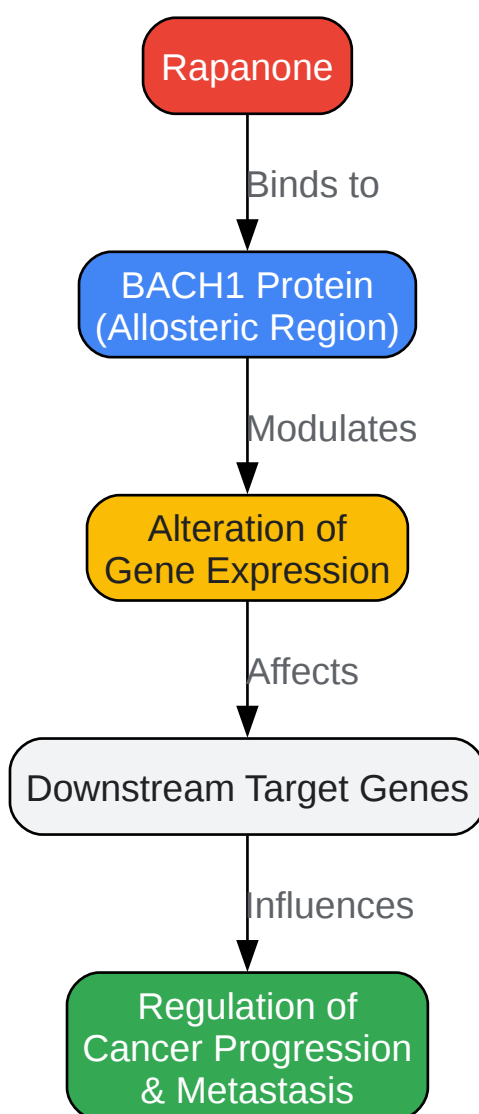 Rapanone
Binds to
BACH1 Protein
(Allosteric Region)
Modulates
Alteration of
Gene Expression
Affects
Downstream Target Genes
Influences
Regulation of
Cancer Progression
& Metastasis